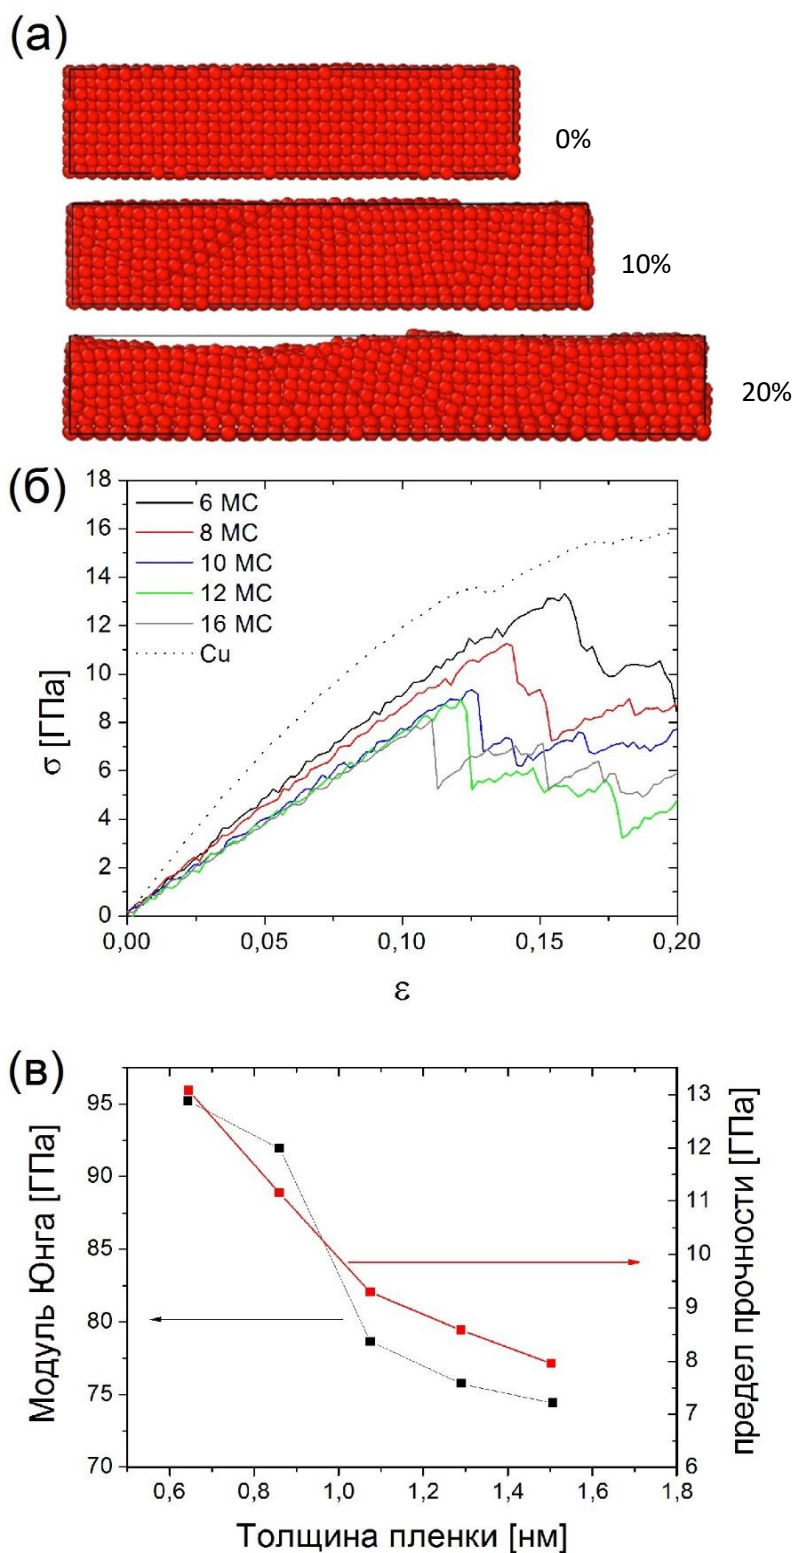 (а)
0%
10%
20%
(б)
18
16
14
12
10
8
6
4
2
0
σ [ГПа]
6 МС
8 МС
10 МС
12 МС
16 МС
Cu
0,00
0,05
0,10
0,15
0,20
ε
(в)
95
90
85
80
75
70
Модуль Юнга [ГПа]
13
12
11
10
9
8
7
6
предел прочности [ГПа]
0,6
0,8
1,0
1,2
1,4
1,6
1,8
Толщина пленки [нм]